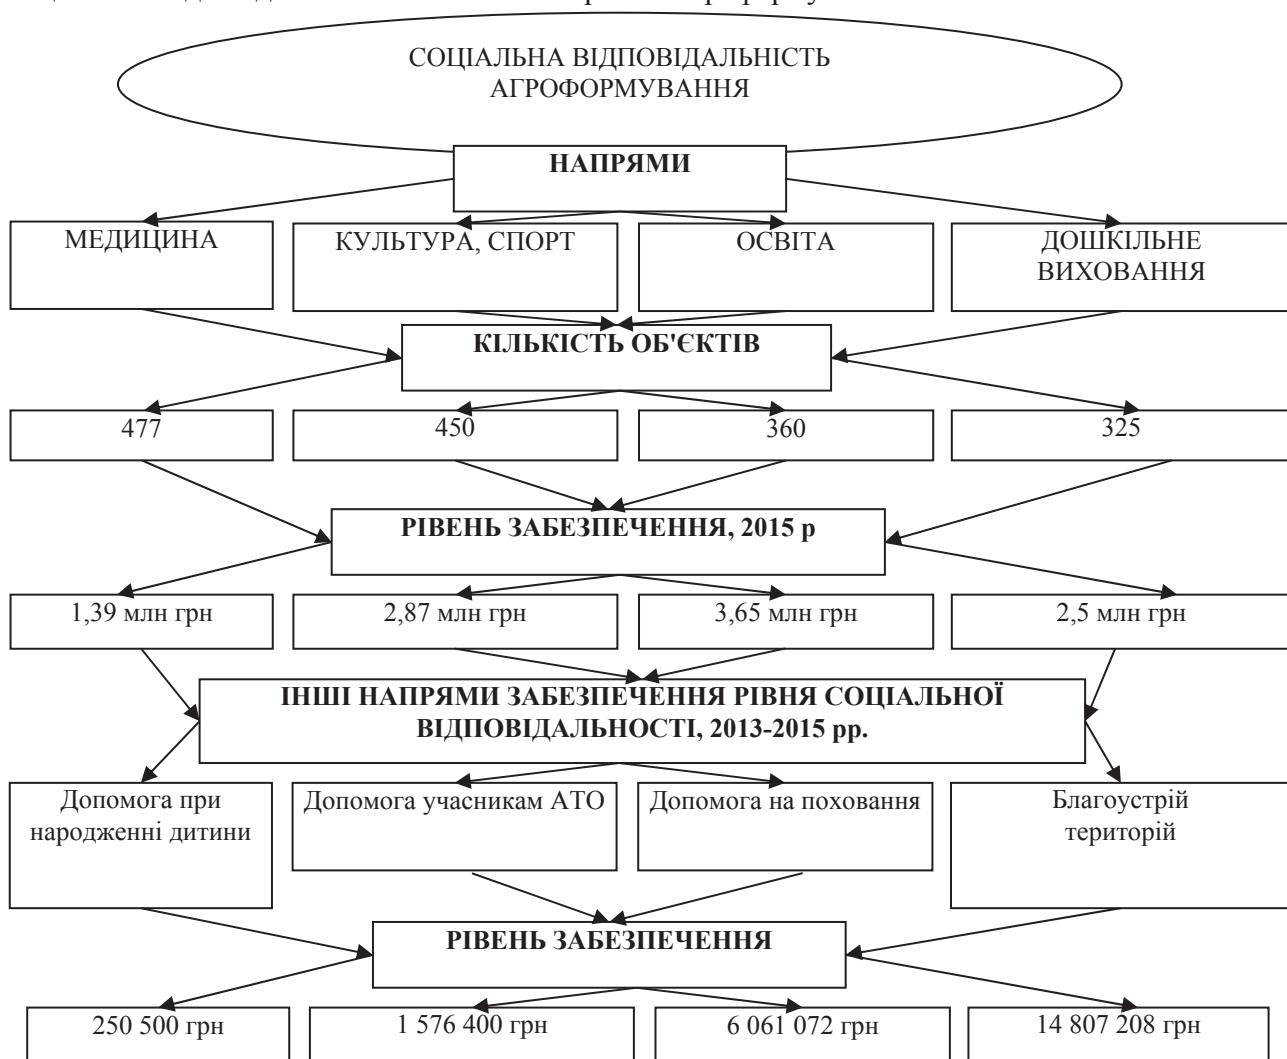 СОЦІАЛЬНА ВІДПОВІДАЛЬНІСТЬ
АГРОФОРМУВАННЯ
НАПРЯМИ
МЕДИЦИНА
КУЛЬТУРА, СПОРТ
ОСВІТА
ДОШКІЛЬНЕ
ВИХОВАННЯ
КІЛЬКІСТЬ ОБ'ЄКТІВ
477
450
360
325
РІВЕНЬ ЗАБЕЗПЕЧЕННЯ, 2015 р
1,39 млн грн
2,87 млн грн
3,65 млн грн
2,5 млн грн
ІНШІ НАПРЯМИ ЗАБЕЗПЕЧЕННЯ РІВНЯ СОЦІАЛЬНОЇ
ВІДПОВІДАЛЬНОСТІ, 2013-2015 рр.
Допомога при
народженні дитини
Допомога учасникам АТО
Допомога на поховання
Благоустрій
територій
РІВЕНЬ ЗАБЕЗПЕЧЕННЯ
250 500 грн
1 576 400 грн
6 061 072 грн
14 807 208 грн